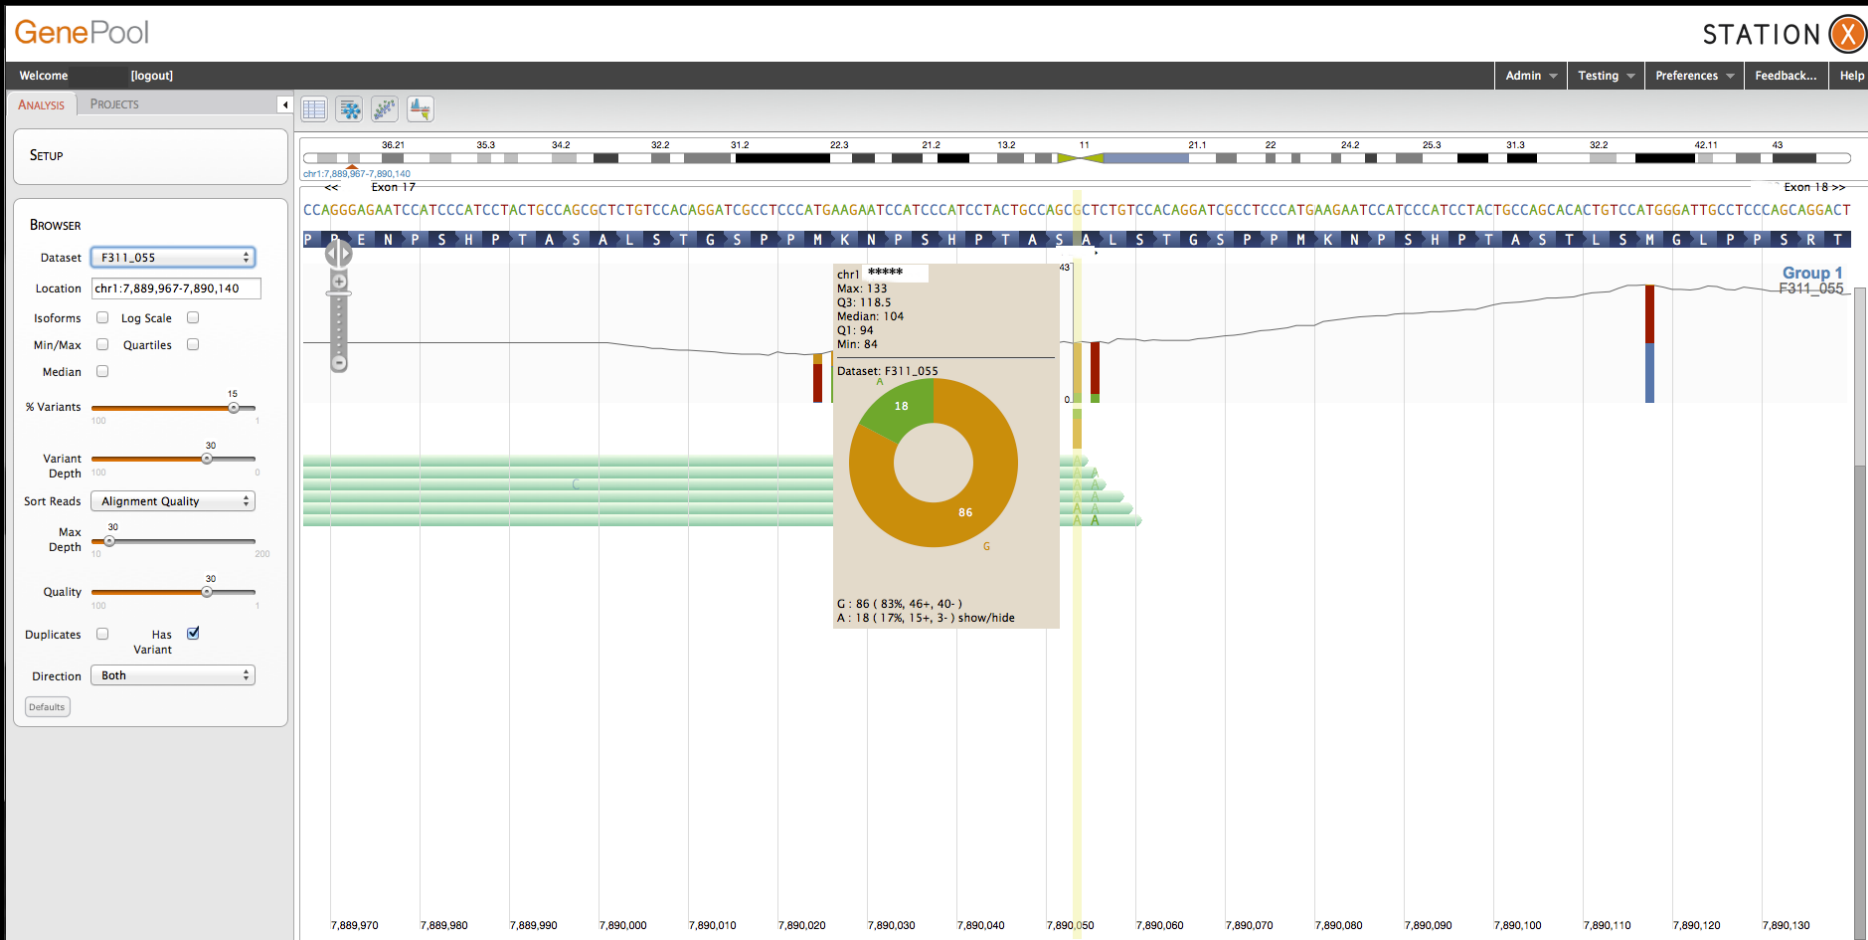 GenePool
STATION X
Welcome [logout]
Admin Testing Preferences Feedback... Help
ANALYSIS PROJECTS
SETUP
BROWSER
Dataset F311_055
Location chr1:7,889,967-7,890,140
Isoforms Log Scale
Min/Max Quartiles
Median
15
% Variants
100 1
30
Variant Depth
100 0
Sort Reads Alignment Quality
30
Max Depth
10 200
30
Quality
100 1
Duplicates Has Variant
Direction Both
Defaults
36.21 35.3 34.2 32.2 31.2 22.3 21.2 13.2 11 21.1 22 24.2 25.3 31.3 32.2 42.11 43
chr1:7,889,967-7,890,140
<< Exon 17 Exon 18 >>
CCAGGGAGAATCCATCCCATCCTACTGCCAGCGCTCTGTCCACAGGATCGCCTCCCATGAAGAATCCATCCCATCCTACTGCCAGCGCTCTGTCCACAGGATCGCCTCCCATGAAGAATCCATCCCATCCTACTGCCAGCACACTGTCCATGGGATTGCCTCCCAGCAGGACT
P R E N P S H P T A S A L S T G S P P M K N P S H P T A S A L S T G S P P M K N P S H P T A S T L S M G L P P S R T
43
Group 1
F311_055
0
chr1 *****
Max: 133
Q3: 118.5
Median: 104
Q1: 94
Min: 84
Dataset: F311_055
A
18
86
G
G : 86 ( 83%, 46+, 40- )
A : 18 ( 17%, 15+, 3- ) show/hide
C
A
A A
A A
A A
A A
A A
7,889,970 7,889,980 7,889,990 7,890,000 7,890,010 7,890,020 7,890,030 7,890,040 7,890,050 7,890,060 7,890,070 7,890,080 7,890,090 7,890,100 7,890,110 7,890,120 7,890,130